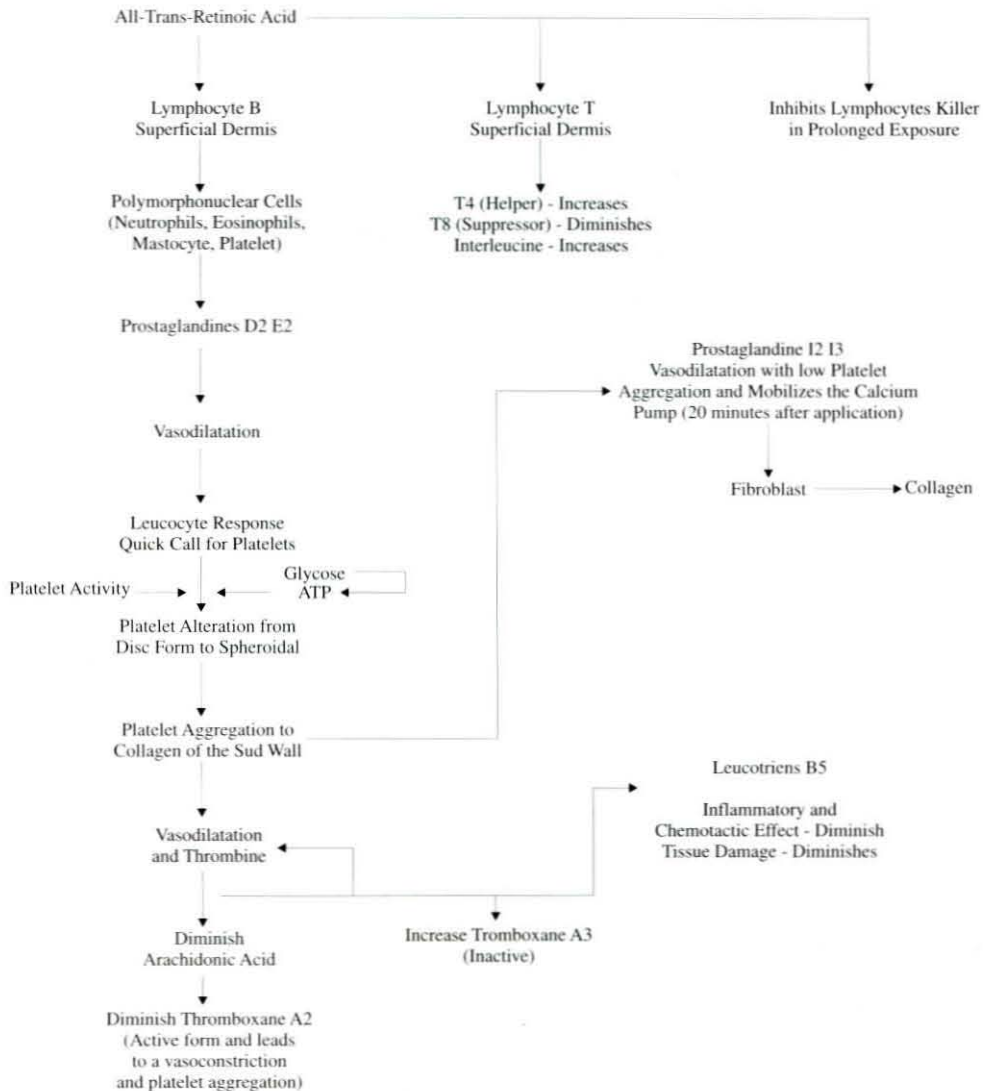 All-Trans-Retinoic Acid
Lymphocyte B
Superficial Dermis
Lymphocyte T
Superficial Dermis
Inhibits Lymphocytes Killer
in Prolonged Exposure
Polymorphonuclear Cells
(Neutrophils, Eosinophils,
Mastocyte, Platelet)
T4 (Helper) - Increases
T8 (Suppressor) - Diminishes
Interleucine - Increases
Prostaglandines D2 E2
Prostaglandine I2 I3
Vasodilatation with low Platelet
Aggregation and Mobilizes the Calcium
Pump (20 minutes after application)
Vasodilatation
Fibroblast
Collagen
Leucocyte Response
Quick Call for Platelets
Platelet Activity
Glycose
ATP
Platelet Alteration from
Disc Form to Spheroidal
Platelet Aggregation to
Collagen of the Sud Wall
Leucotriens B5
Inflammatory and
Chemotactic Effect - Diminish
Tissue Damage - Diminishes
Vasodilatation
and Thrombine
Diminish
Arachidonic Acid
Increase Tromboxane A3
(Inactive)
Diminish Thromboxane A2
(Active form and leads
to a vasoconstriction
and platelet aggregation)